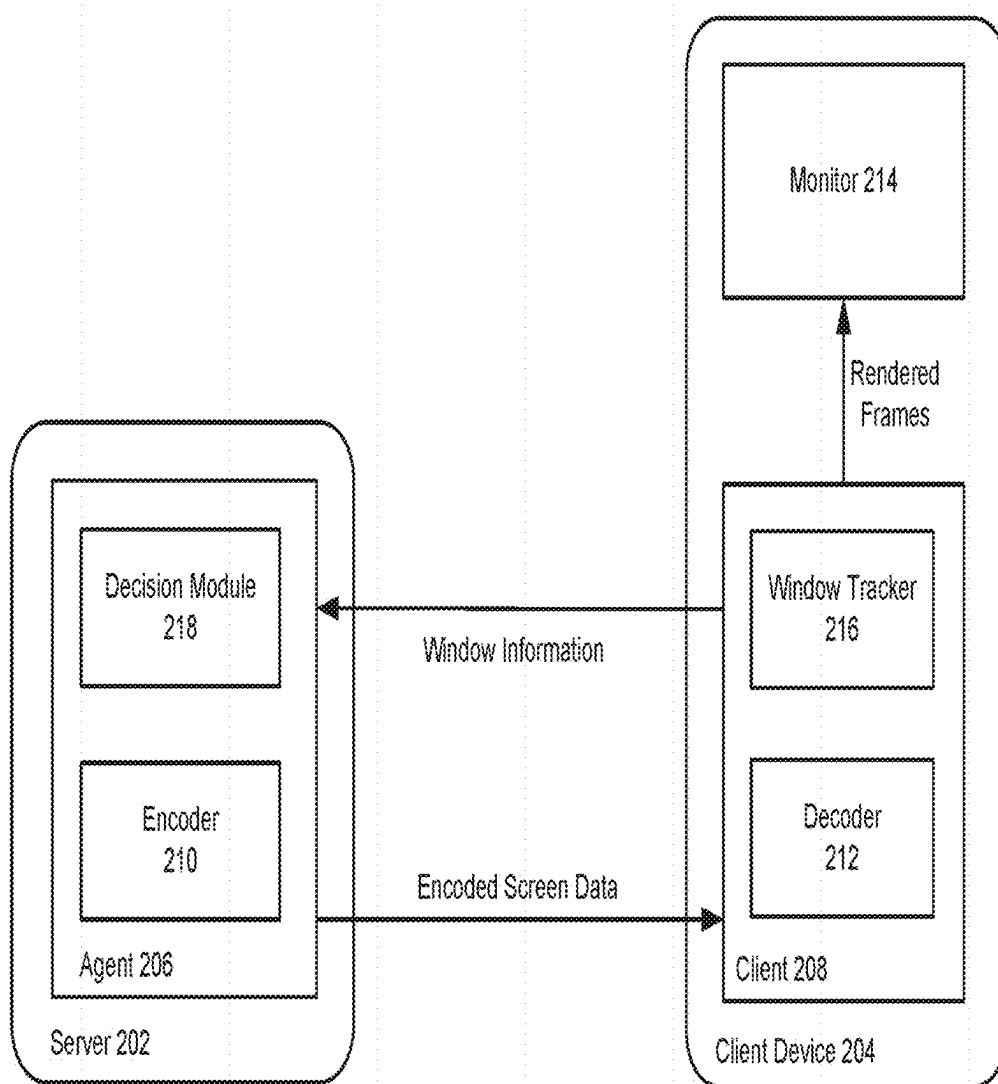 Monitor 214
Rendered
Frames
Decision Module
218
Window Tracker
216
Window Information
Encoder
210
Decoder
212
Encoded Screen Data
Agent 206
Client 208
Server 202
Client Device 204